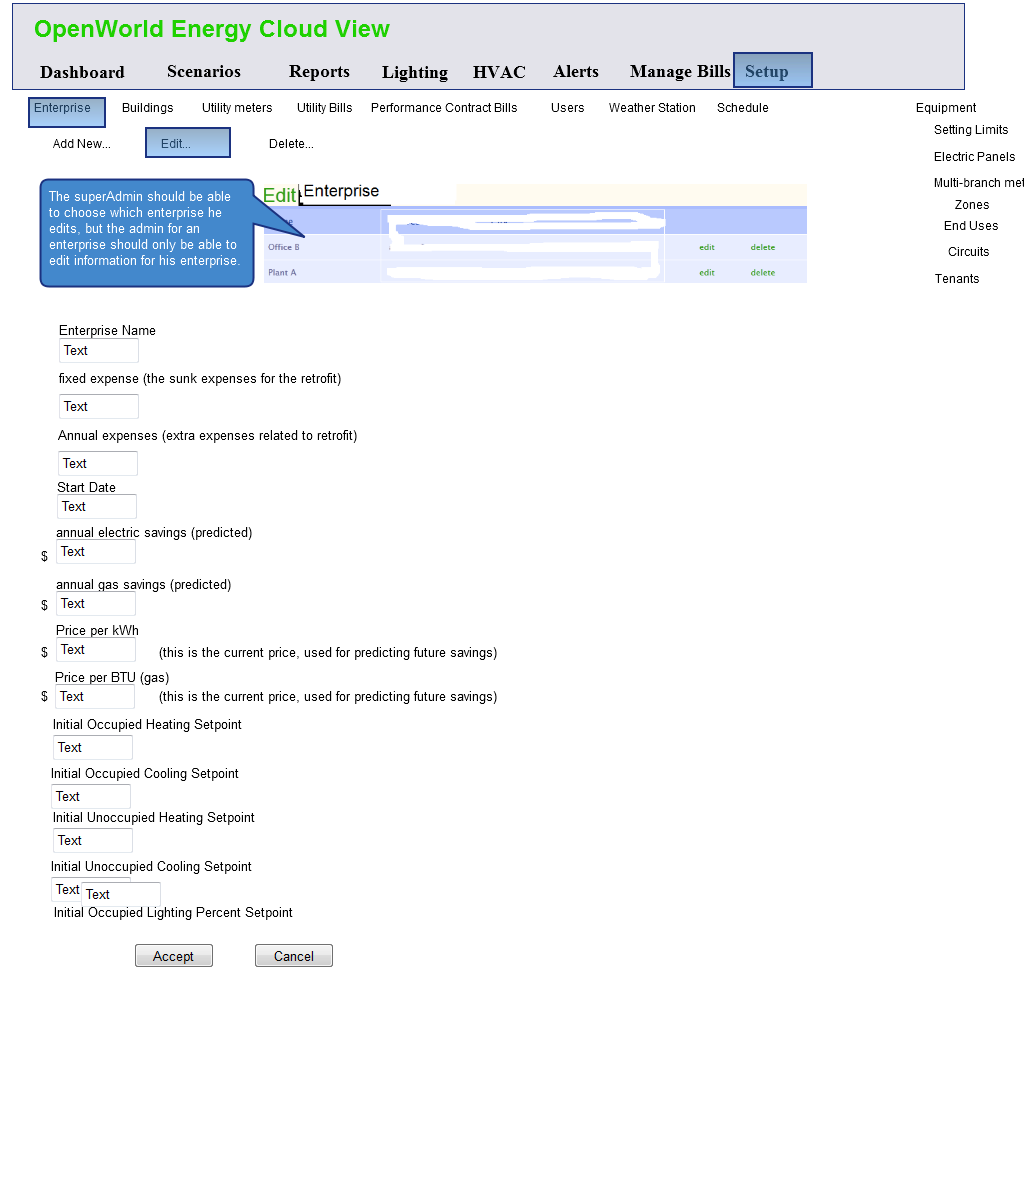 OpenWorld Energy Cloud View
Dashboard Scenarios Reports Lighting HVAC Alerts Manage Bills Setup
Enterprise Buildings Utility meters Utility Bills Performance Contract Bills Users Weather Station Schedule Equipment
Setting Limits
Add New... Edit... Delete...
Electric Panels
Multi-branch met
Zones
End Uses
Circuits
Tenants
The superAdmin should be able
to choose which enterprise he
edits, but the admin for an
enterprise should only be able to
edit information for his enterprise.
Edit Enterprise
Office B edit delete
Plant A edit delete
Enterprise Name
Text
fixed expense (the sunk expenses for the retrofit)
Text
Annual expenses (extra expenses related to retrofit)
Text
Start Date
Text
annual electric savings (predicted)
$ Text
annual gas savings (predicted)
$ Text
Price per kWh
$ Text (this is the current price, used for predicting future savings)
Price per BTU (gas)
$ Text (this is the current price, used for predicting future savings)
Initial Occupied Heating Setpoint
Text
Initial Occupied Cooling Setpoint
Text
Initial Unoccupied Heating Setpoint
Text
Initial Unoccupied Cooling Setpoint
Text Text
Initial Occupied Lighting Percent Setpoint
Accept Cancel